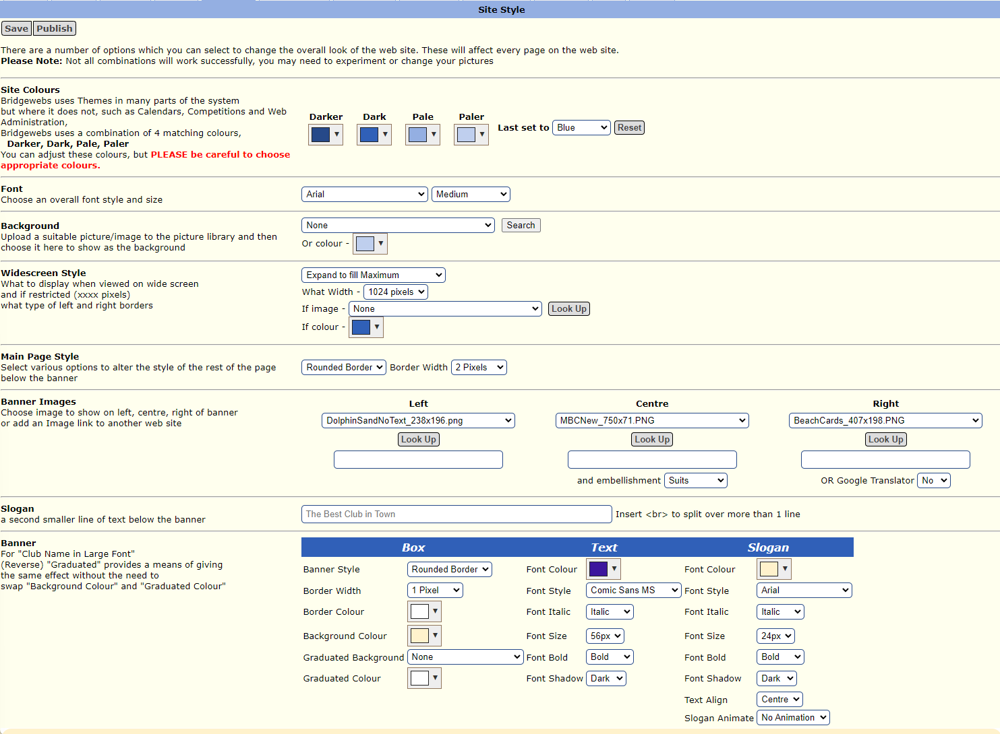 Site Style
Save Publish
There are a number of options which you can select to change the overall look of the web site. These will affect every page on the web site.
Please Note: Not all combinations will work successfully, you may need to experiment or change your pictures
Site Colours
Bridgewebs uses Themes in many parts of the system
but where it does not, such as Calendars, Competitions and Web
Administration,
Bridgewebs uses a combination of 4 matching colours,
Darker, Dark, Pale, Paler
You can adjust these colours, but PLEASE be careful to choose
appropriate colours.
Darker Dark Pale Paler
Last set to Blue Reset
Font
Choose an overall font style and size
Arial Medium
Background
Upload a suitable picture/image to the picture library and then
choose it here to show as the background
None Search
Or colour -
Widescreen Style
What to display when viewed on wide screen
and if restricted (xxxx pixels)
what type of left and right borders
Expand to fill Maximum
What Width - 1024 pixels
If image - None Look Up
If colour -
Main Page Style
Select various options to alter the style of the rest of the page
below the banner
Rounded Border Border Width 2 Pixels
Banner Images
Choose image to show on left, centre, right of banner
or add an Image link to another web site
Left Centre Right
DolphinSandNoText_238x196.png MBCNew_750x71.PNG BeachCards_407x198.PNG
Look Up Look Up Look Up
and embellishment Suits OR Google Translator No
Slogan
a second smaller line of text below the banner
The Best Club in Town Insert <br> to split over more than 1 line
Banner
For "Club Name in Large Font"
(Reverse) "Graduated" provides a means of giving
the same effect without the need to
swap "Background Colour" and "Graduated Colour"
Box Text Slogan
Banner Style Rounded Border Font Colour Font Colour
Border Width 1 Pixel Font Style Comic Sans MS Font Style Arial
Border Colour Font Italic Italic Font Italic Italic
Background Colour Font Size 56px Font Size 24px
Graduated Background None Font Bold Bold Font Bold Bold
Graduated Colour Font Shadow Dark Font Shadow Dark
Text Align Centre
Slogan Animate No Animation